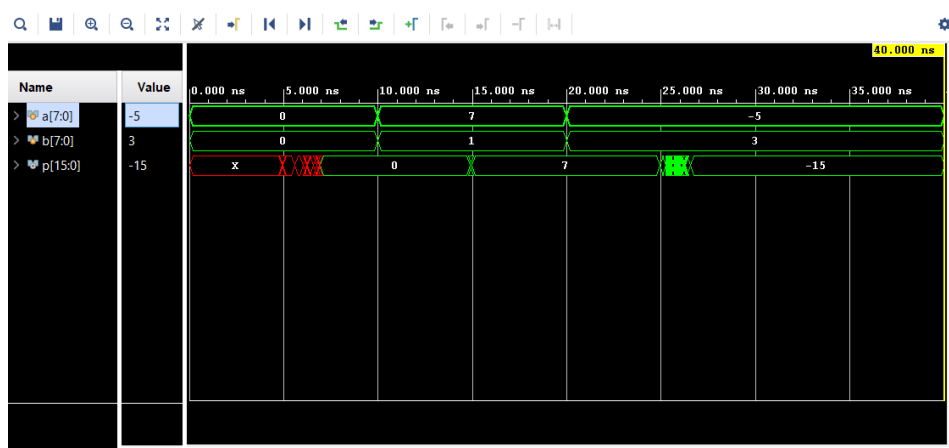 40.000 ns
Name Value 0.000 ns 5.000 ns 10.000 ns 15.000 ns 20.000 ns 25.000 ns 30.000 ns 35.000 ns
a[7:0] -5 0 7 -5
b[7:0] 3 0 1 3
p[15:0] -15 X 0 7 -15